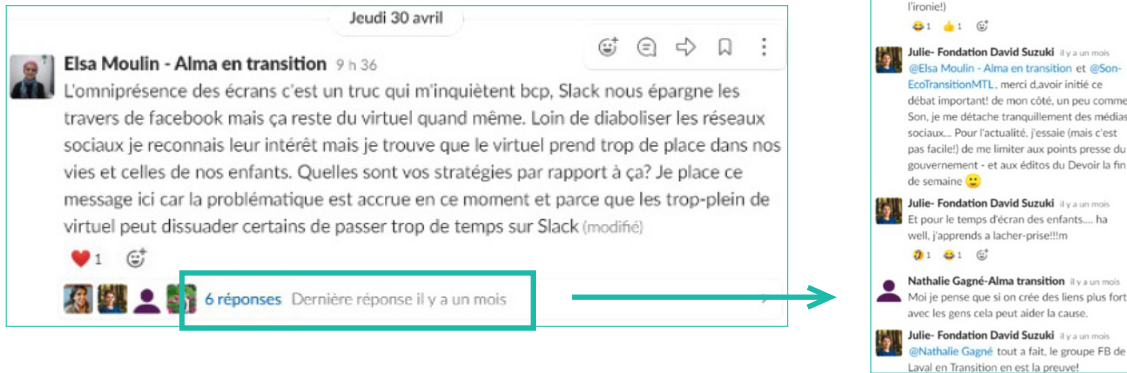 Jeudi 30 avril
Elsa Moulin - Alma en transition 9 h 36
L'omniprésence des écrans c'est un truc qui m'inquiètent bcp, Slack nous épargne les
travers de facebook mais ça reste du virtuel quand même. Loin de diaboliser les réseaux
sociaux je reconnais leur intérêt mais je trouve que le virtuel prend trop de place dans nos
vies et celles de nos enfants. Quelles sont vos stratégies par rapport à ça? Je place ce
message ici car la problématique est accrue en ce moment et parce que les trop-plein de
virtuel peut dissuader certains de passer trop de temps sur Slack (modifié)
1
6 réponses Dernière réponse il y a un mois
l'ironie!)
1 1
Julie- Fondation David Suzuki il y a un mois
@Elsa Moulin - Alma en transition et @Son-
EcoTransitionMTL, merci d,avoir initié ce
débat important! de mon côté, un peu comme
Son, je me détache tranquillement des médias
sociaux... Pour l'actualité, j'essaie (mais c'est
pas facile!) de me limiter aux points presse du
gouvernement - et aux éditos du Devoir la fin
de semaine
Julie- Fondation David Suzuki il y a un mois
Et pour le temps d'écran des enfants.... ha
well, j'apprends a lacher-prise!!!m
1 1
Nathalie Gagné-Alma transition il y a un mois
Moi je pense que si on crée des liens plus fort
avec les gens cela peut aider la cause.
Julie- Fondation David Suzuki il y a un mois
@Nathalie Gagné tout a fait, le groupe FB de
Laval en Transition en est la preuve!